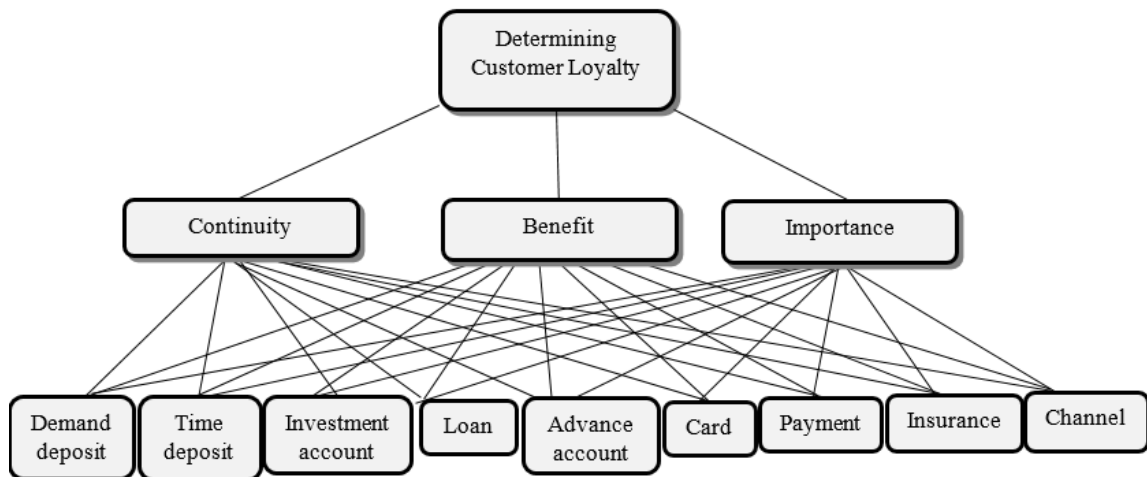 Determining
Customer Loyalty
Continuity
Benefit
Importance
Demand
deposit
Time
deposit
Investment
account
Loan
Advance
account
Card
Payment
Insurance
Channel